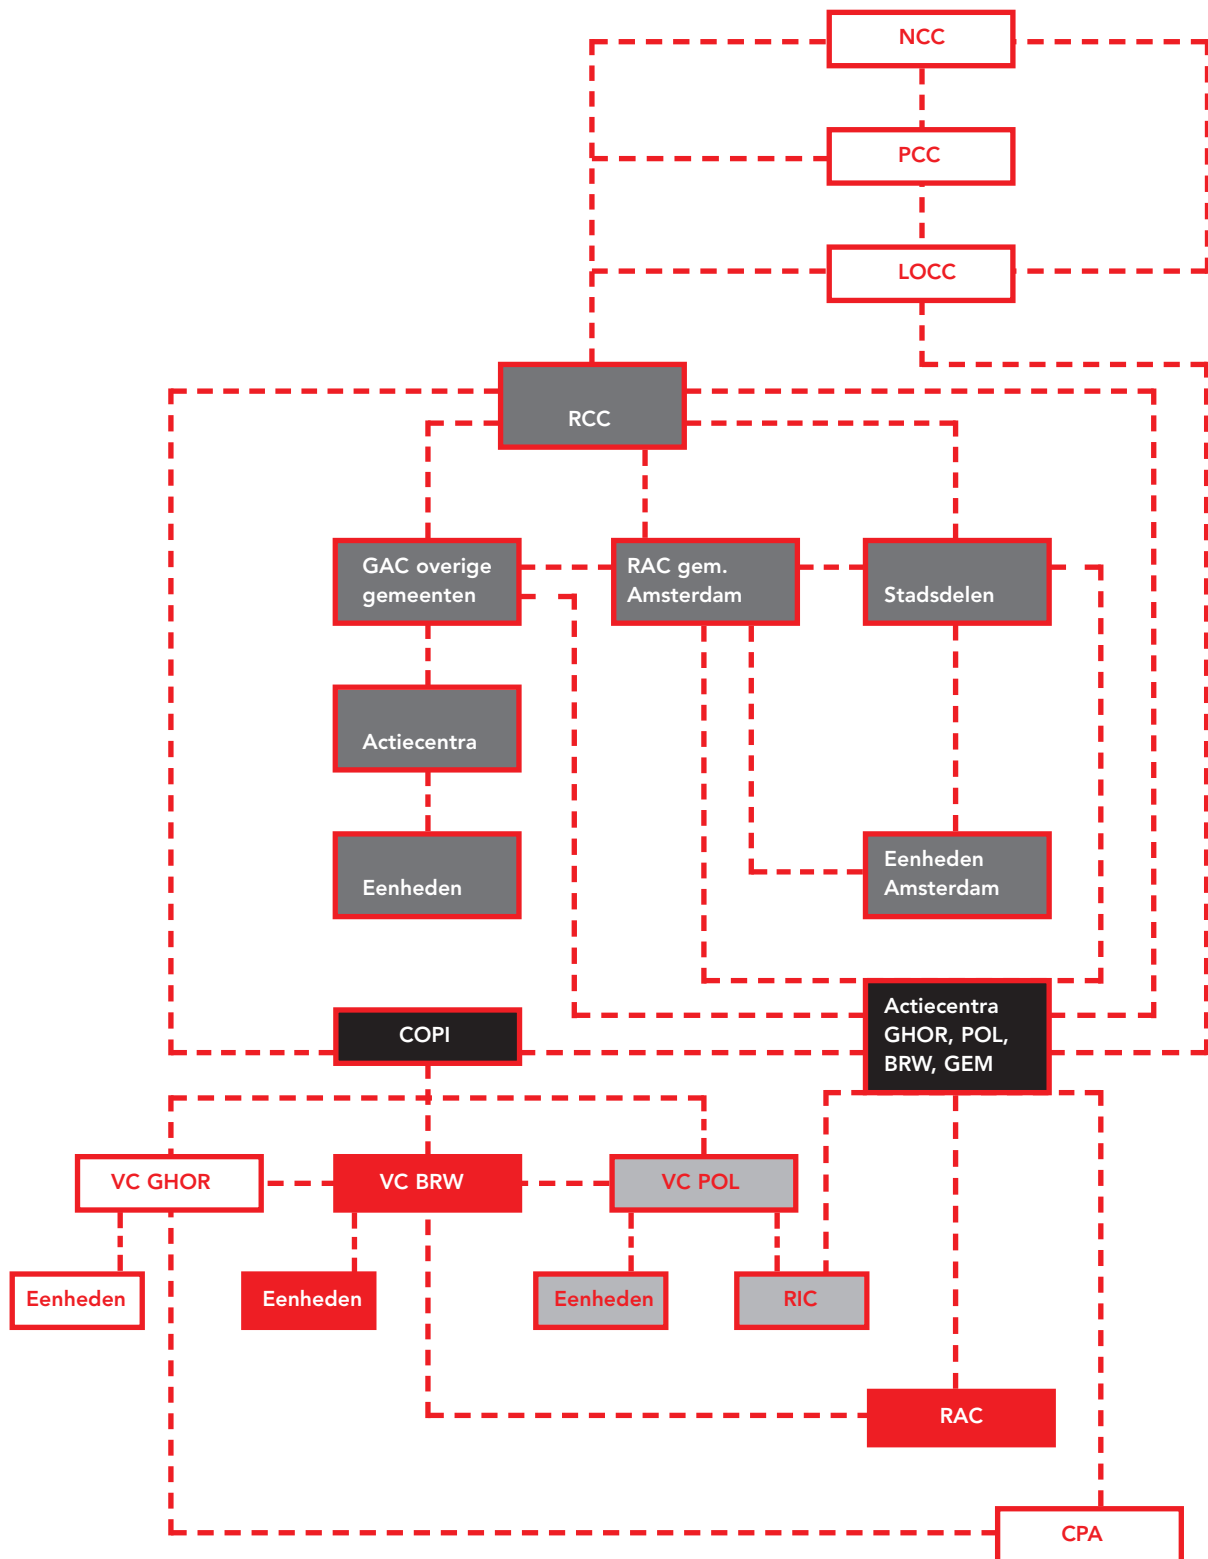 NCC
PCC
LOCC
RCC
GAC overige
gemeenten
RAC gem.
Amsterdam
Stadsdelen
Actiecentra
Eenheden
Eenheden
Amsterdam
COPI
Actiecentra
GHOR, POL,
BRW, GEM
VC GHOR
VC BRW
VC POL
Eenheden
Eenheden
Eenheden
RIC
RAC
CPA